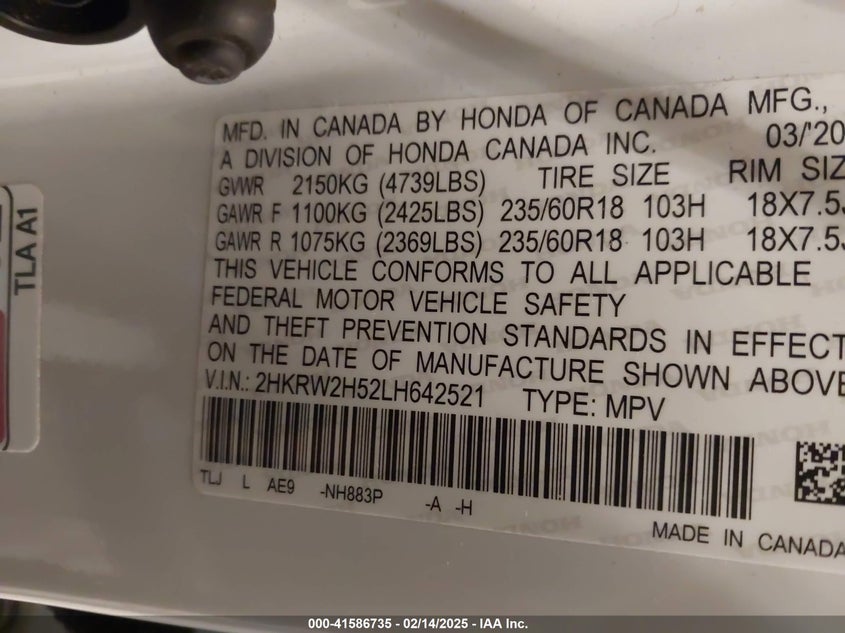 MFD. IN CANADA BY HONDA OF CANADA MFG.,
A DIVISION OF HONDA CANADA INC. 03/'20
GVWR 2150KG (4739LBS) TIRE SIZE RIM SIZ
GAWR F 1100KG (2425LBS) 235/60R18 103H 18X7.5J
GAWR R 1075KG (2369LBS) 235/60R18 103H 18X7.5J
THIS VEHICLE CONFORMS TO ALL APPLICABLE
FEDERAL MOTOR VEHICLE SAFETY
AND THEFT PREVENTION STANDARDS IN EFFECT
ON THE DATE OF MANUFACTURE SHOWN ABOVE
V.I.N.: 2HKRW2H52LH642521 TYPE: MPV
TLJ L AE9 -NH883P -A -H
MADE IN CANADA
TLA A1
000-41586735 - 02/14/2025 - IAA Inc.